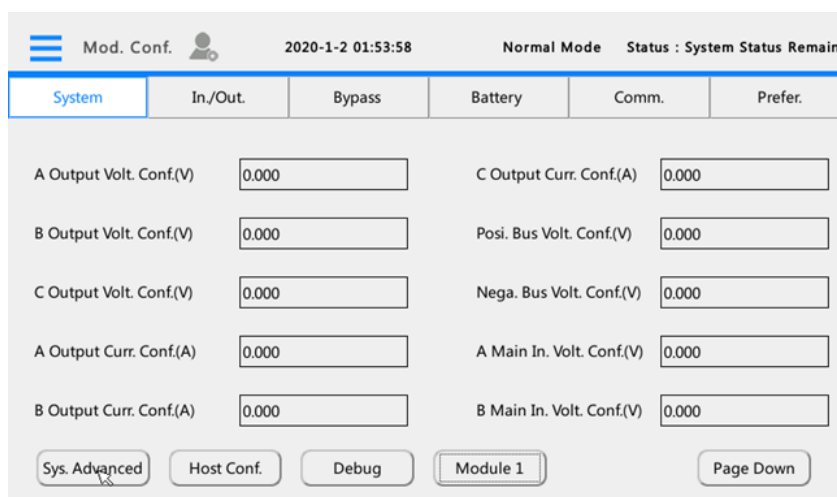 Mod. Conf. 2020-1-2 01:53:58 Normal Mode Status : System Status Remain
System In./Out. Bypass Battery Comm. Prefer.
A Output Volt. Conf.(V) 0.000 C Output Curr. Conf.(A) 0.000
B Output Volt. Conf.(V) 0.000 Posi. Bus Volt. Conf.(V) 0.000
C Output Volt. Conf.(V) 0.000 Nega. Bus Volt. Conf.(V) 0.000
A Output Curr. Conf.(A) 0.000 A Main In. Volt. Conf.(V) 0.000
B Output Curr. Conf.(A) 0.000 B Main In. Volt. Conf.(V) 0.000
Sys. Advanced Host Conf. Debug Module 1 Page Down